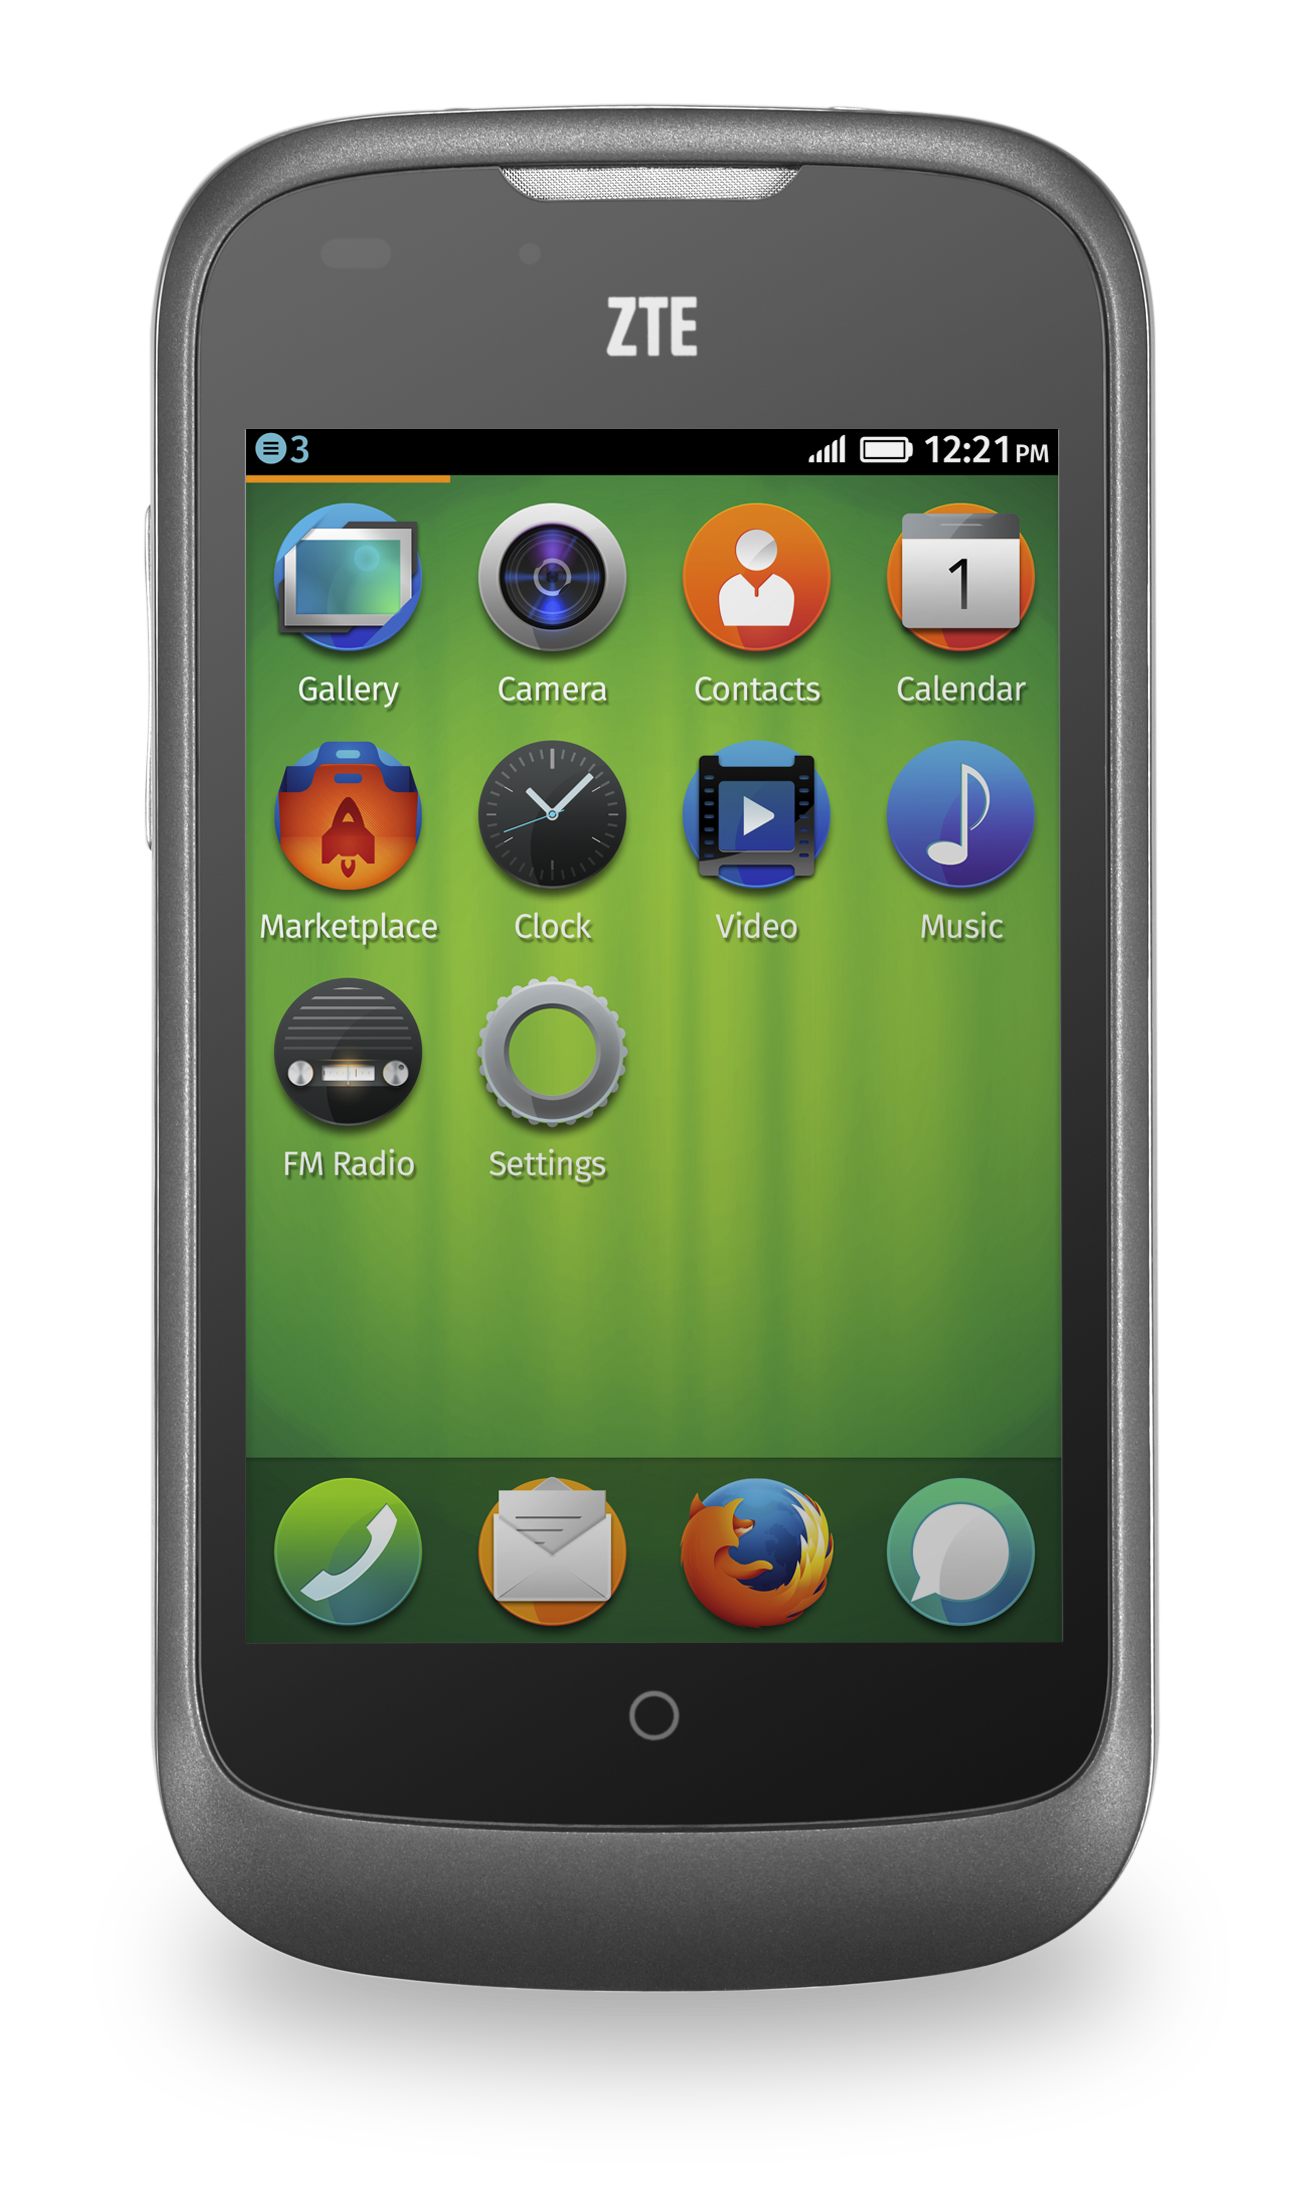 ZTE
3 12:21 PM
1
Gallery Camera Contacts Calendar
Marketplace Clock Video Music
FM Radio Settings